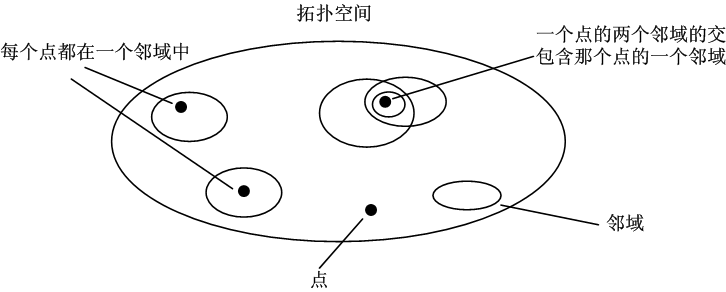 拓扑空间
一个点的两个邻域的交
包含那个点的一个邻域
每个点都在一个邻域中
邻域
点